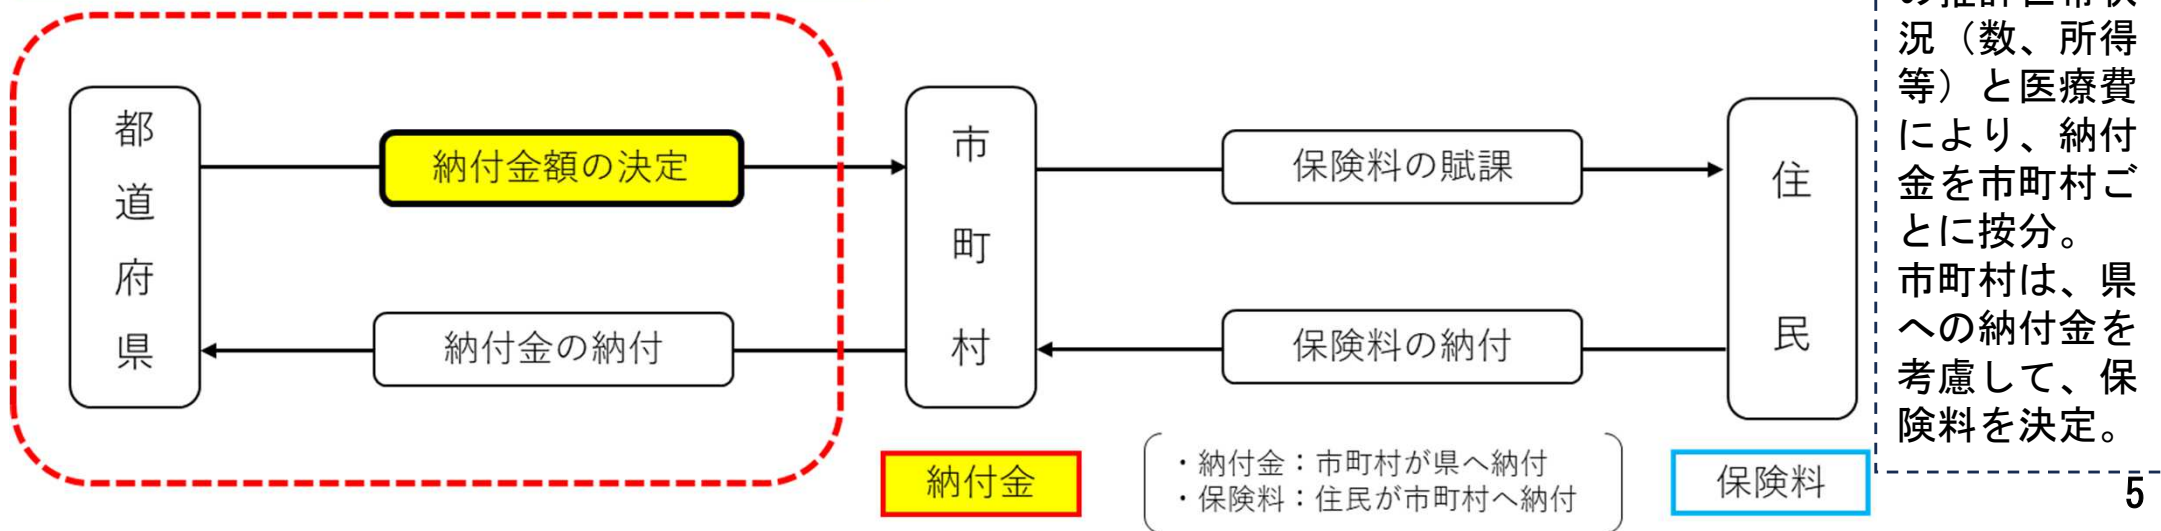 都道府県
納付金額の決定
納付金の納付
市町村
保険料の賦課
保険料の納付
住民
況（数、所得
等）と医療費
により、納付
金を市町村ご
とに按分。
市町村は、県
への納付金を
考慮して、保
険料を決定。
納付金
・納付金：市町村が県へ納付
・保険料：住民が市町村へ納付
保険料
5